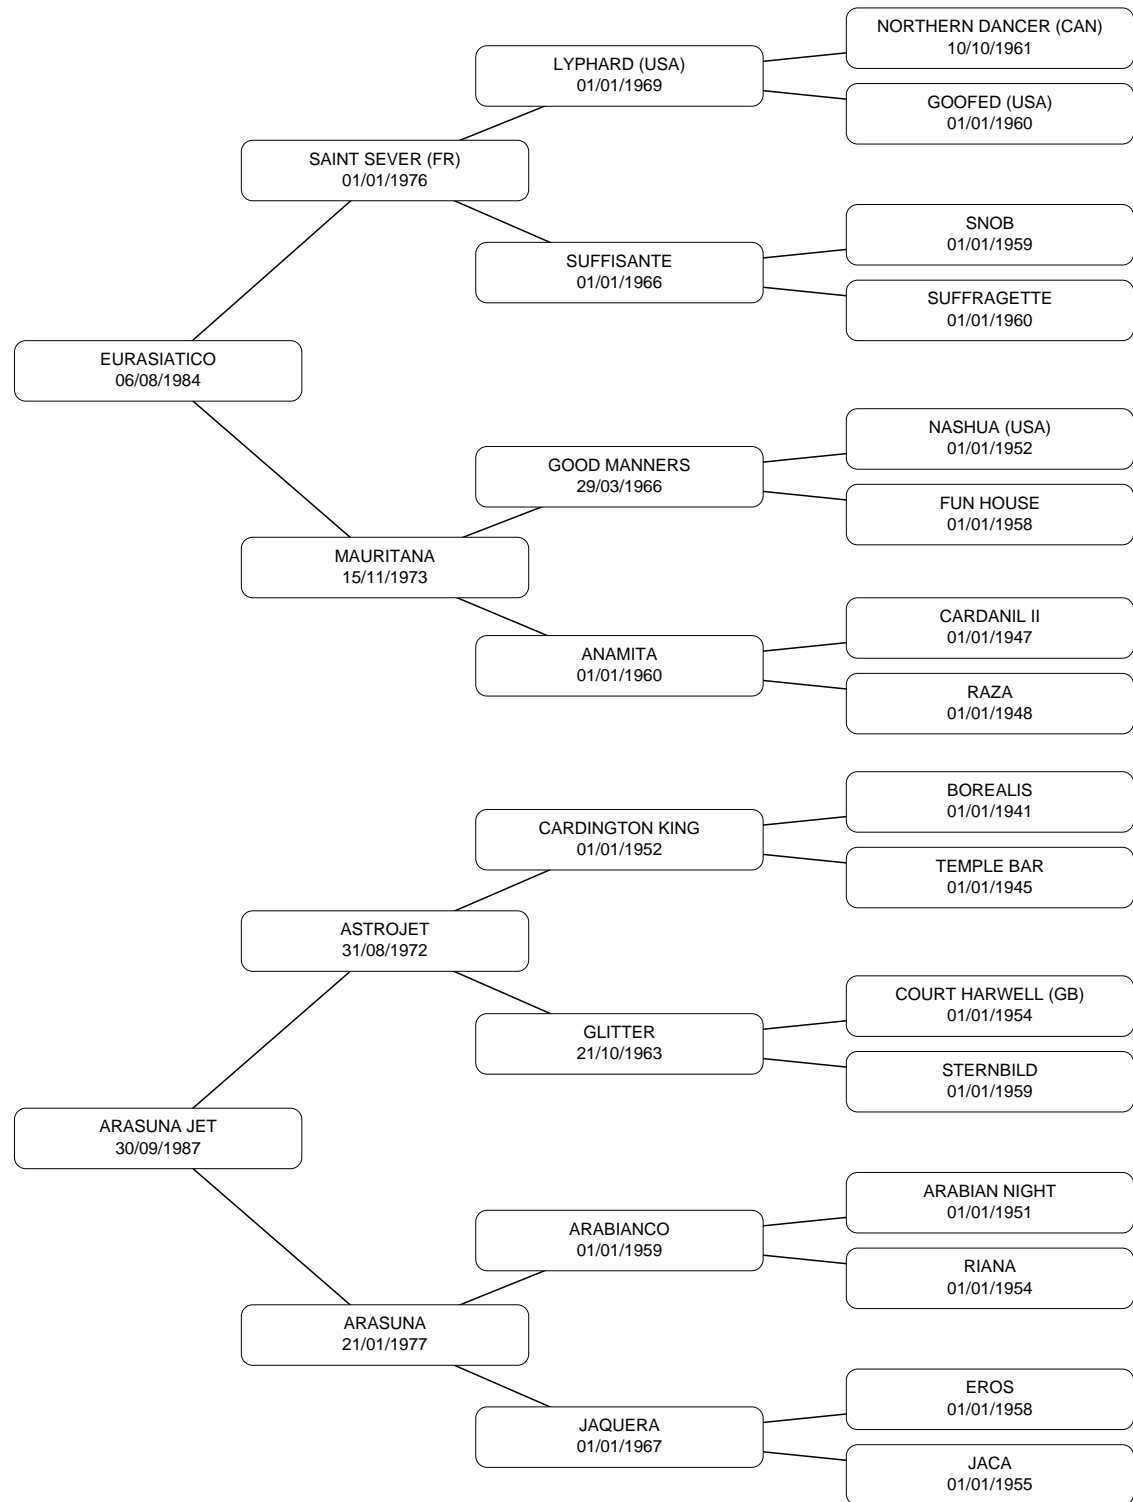 NORTHERN DANCER (CAN)
10/10/1961
LYPHARD (USA)
01/01/1969
GOOFED (USA)
01/01/1960
SAINT SEVER (FR)
01/01/1976
SNOB
01/01/1959
SUFFISANTE
01/01/1966
SUFFRAGETTE
01/01/1960
EURASIATICO
06/08/1984
NASHUA (USA)
01/01/1952
GOOD MANNERS
29/03/1966
FUN HOUSE
01/01/1958
MAURITANA
15/11/1973
CARDANIL II
01/01/1947
ANAMITA
01/01/1960
RAZA
01/01/1948
BOREALIS
01/01/1941
CARDINGTON KING
01/01/1952
TEMPLE BAR
01/01/1945
ASTROJET
31/08/1972
COURT HARWELL (GB)
01/01/1954
GLITTER
21/10/1963
STERNBILD
01/01/1959
ARASUNA JET
30/09/1987
ARABIAN NIGHT
01/01/1951
ARABIANCO
01/01/1959
RIANA
01/01/1954
ARASUNA
21/01/1977
EROS
01/01/1958
JAQUERA
01/01/1967
JACA
01/01/1955